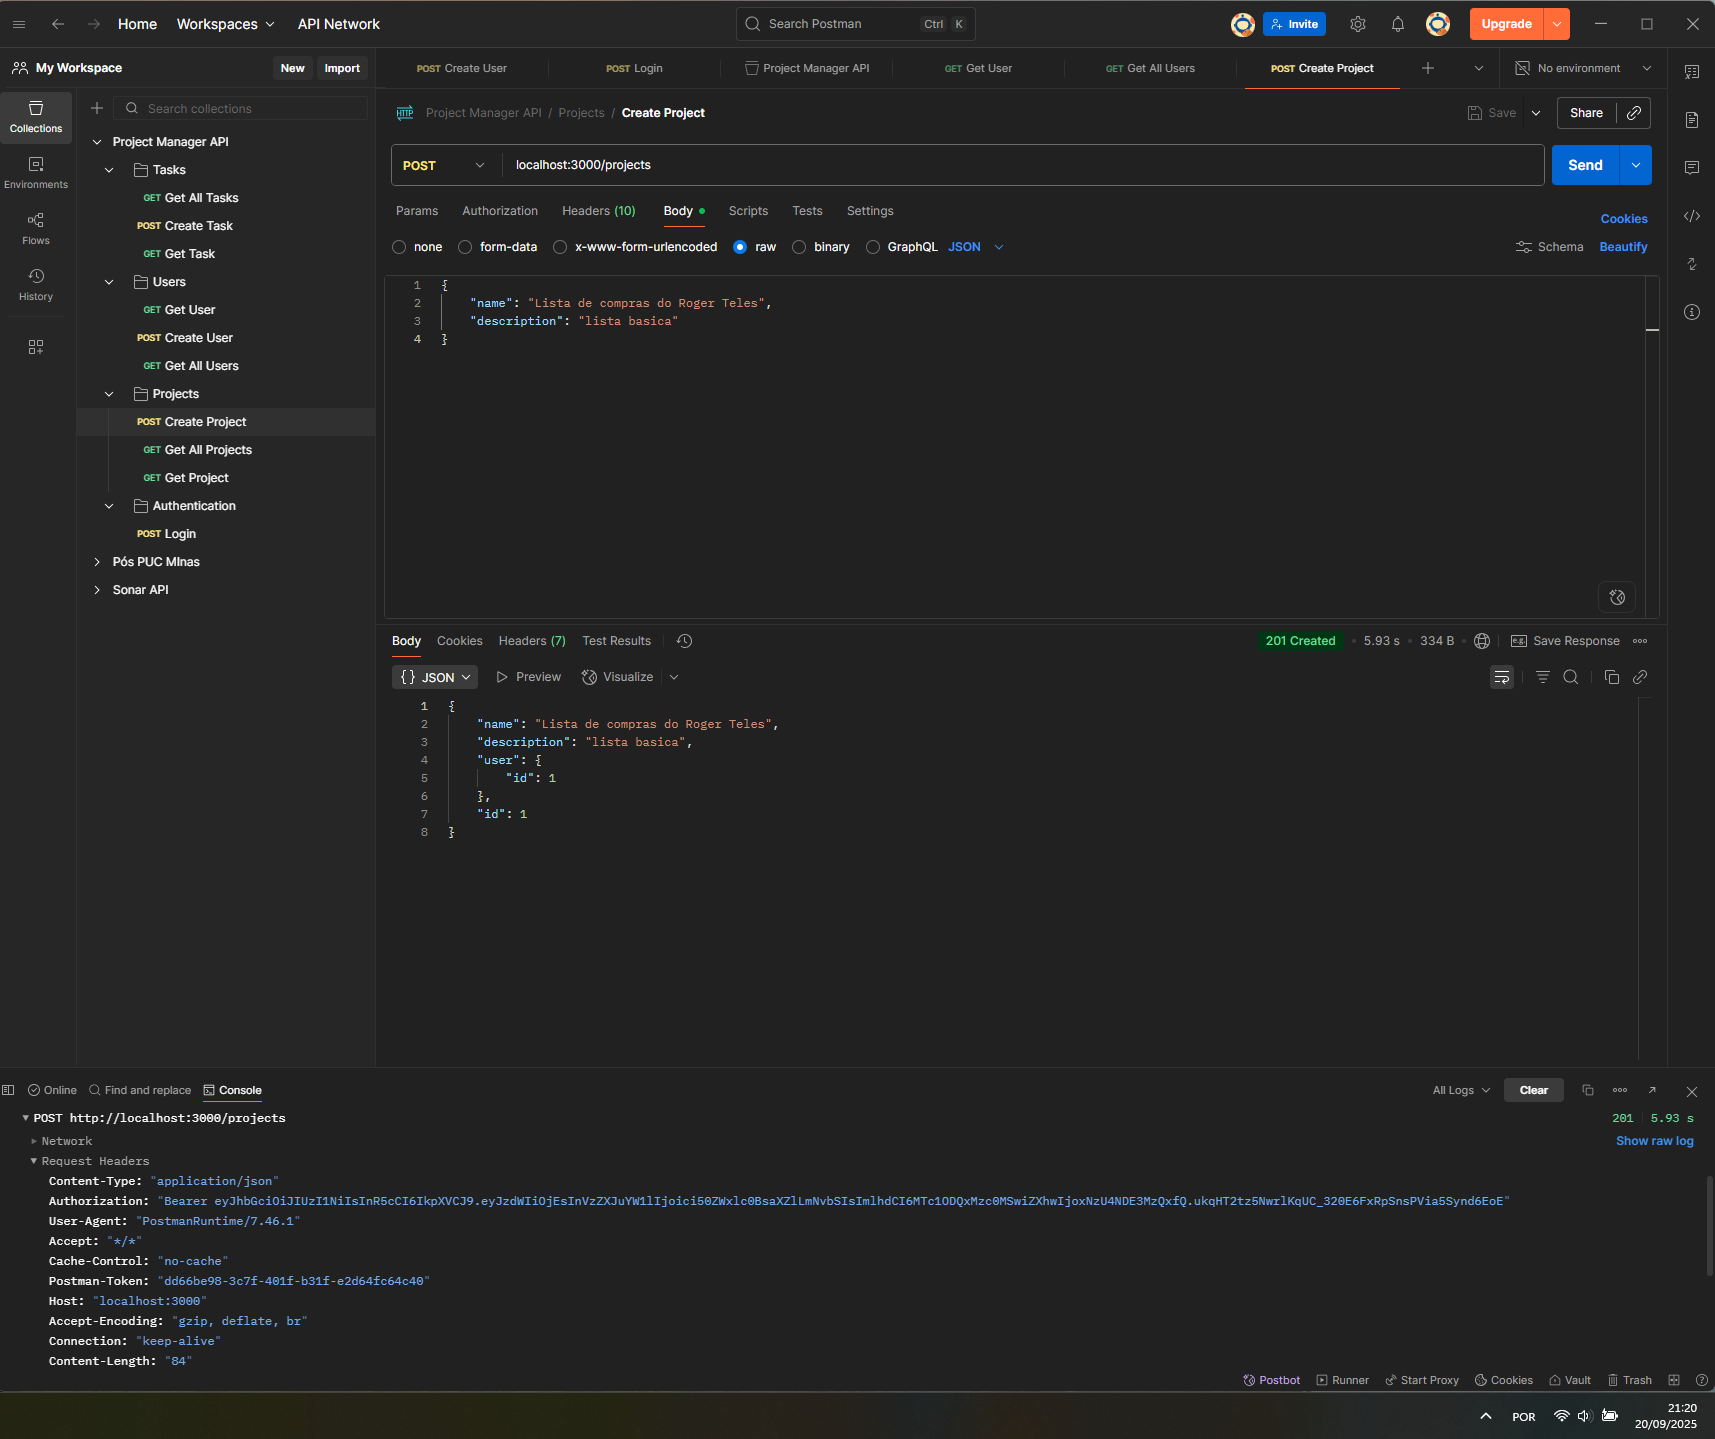 Home Workspaces API Network Search Postman Ctrl K Invite Upgrade
My Workspace New Import POST Create User POST Login Project Manager API GET Get User GET Get All Users POST Create Project No environment
Search collections
Collections
Environments
Flows
History
Project Manager API
Tasks
GET Get All Tasks
POST Create Task
GET Get Task
Users
GET Get User
POST Create User
GET Get All Users
Projects
POST Create Project
GET Get All Projects
GET Get Project
Authentication
POST Login
Pós PUC MInas
Sonar API
HTTP Project Manager API / Projects / Create Project Save Share
POST localhost:3000/projects Send
Params Authorization Headers (10) Body Scripts Tests Settings Cookies
none form-data x-www-form-urlencoded raw binary GraphQL JSON Schema Beautify
1 {
2 "name": "Lista de compras do Roger Teles",
3 "description": "lista basica"
4 }
Body Cookies Headers (7) Test Results 201 Created 5.93 s 334 B e.g. Save Response
{} JSON Preview Visualize
1 {
2 "name": "Lista de compras do Roger Teles",
3 "description": "lista basica",
4 "user": {
5 "id": 1
6 },
7 "id": 1
8 }
Online Find and replace Console All Logs Clear
POST http://localhost:3000/projects 201 5.93 s
Network Show raw log
Request Headers
Content-Type: "application/json"
Authorization: "Bearer eyJhbGciOiJIUzI1NiIsInR5cCI6IkpXVCJ9.eyJzdWIiOjEsInVzZXJuYW1lIjoici50ZWxlc0BsaXZlLmNvbSIsImlhdCI6MTc1ODQxMzc0MSwiZXhwIjoxNzU4NDE3MzQxfQ.ukqHT2tz5NwrlKqUC_320E6FxRpSnsPVia5Synd6EoE"
User-Agent: "PostmanRuntime/7.46.1"
Accept: "*/*"
Cache-Control: "no-cache"
Postman-Token: "dd66be98-3c7f-401f-b31f-e2d64fc64c40"
Host: "localhost:3000"
Accept-Encoding: "gzip, deflate, br"
Connection: "keep-alive"
Content-Length: "84"
Postbot Runner Start Proxy Cookies Vault Trash
POR 21:20
20/09/2025